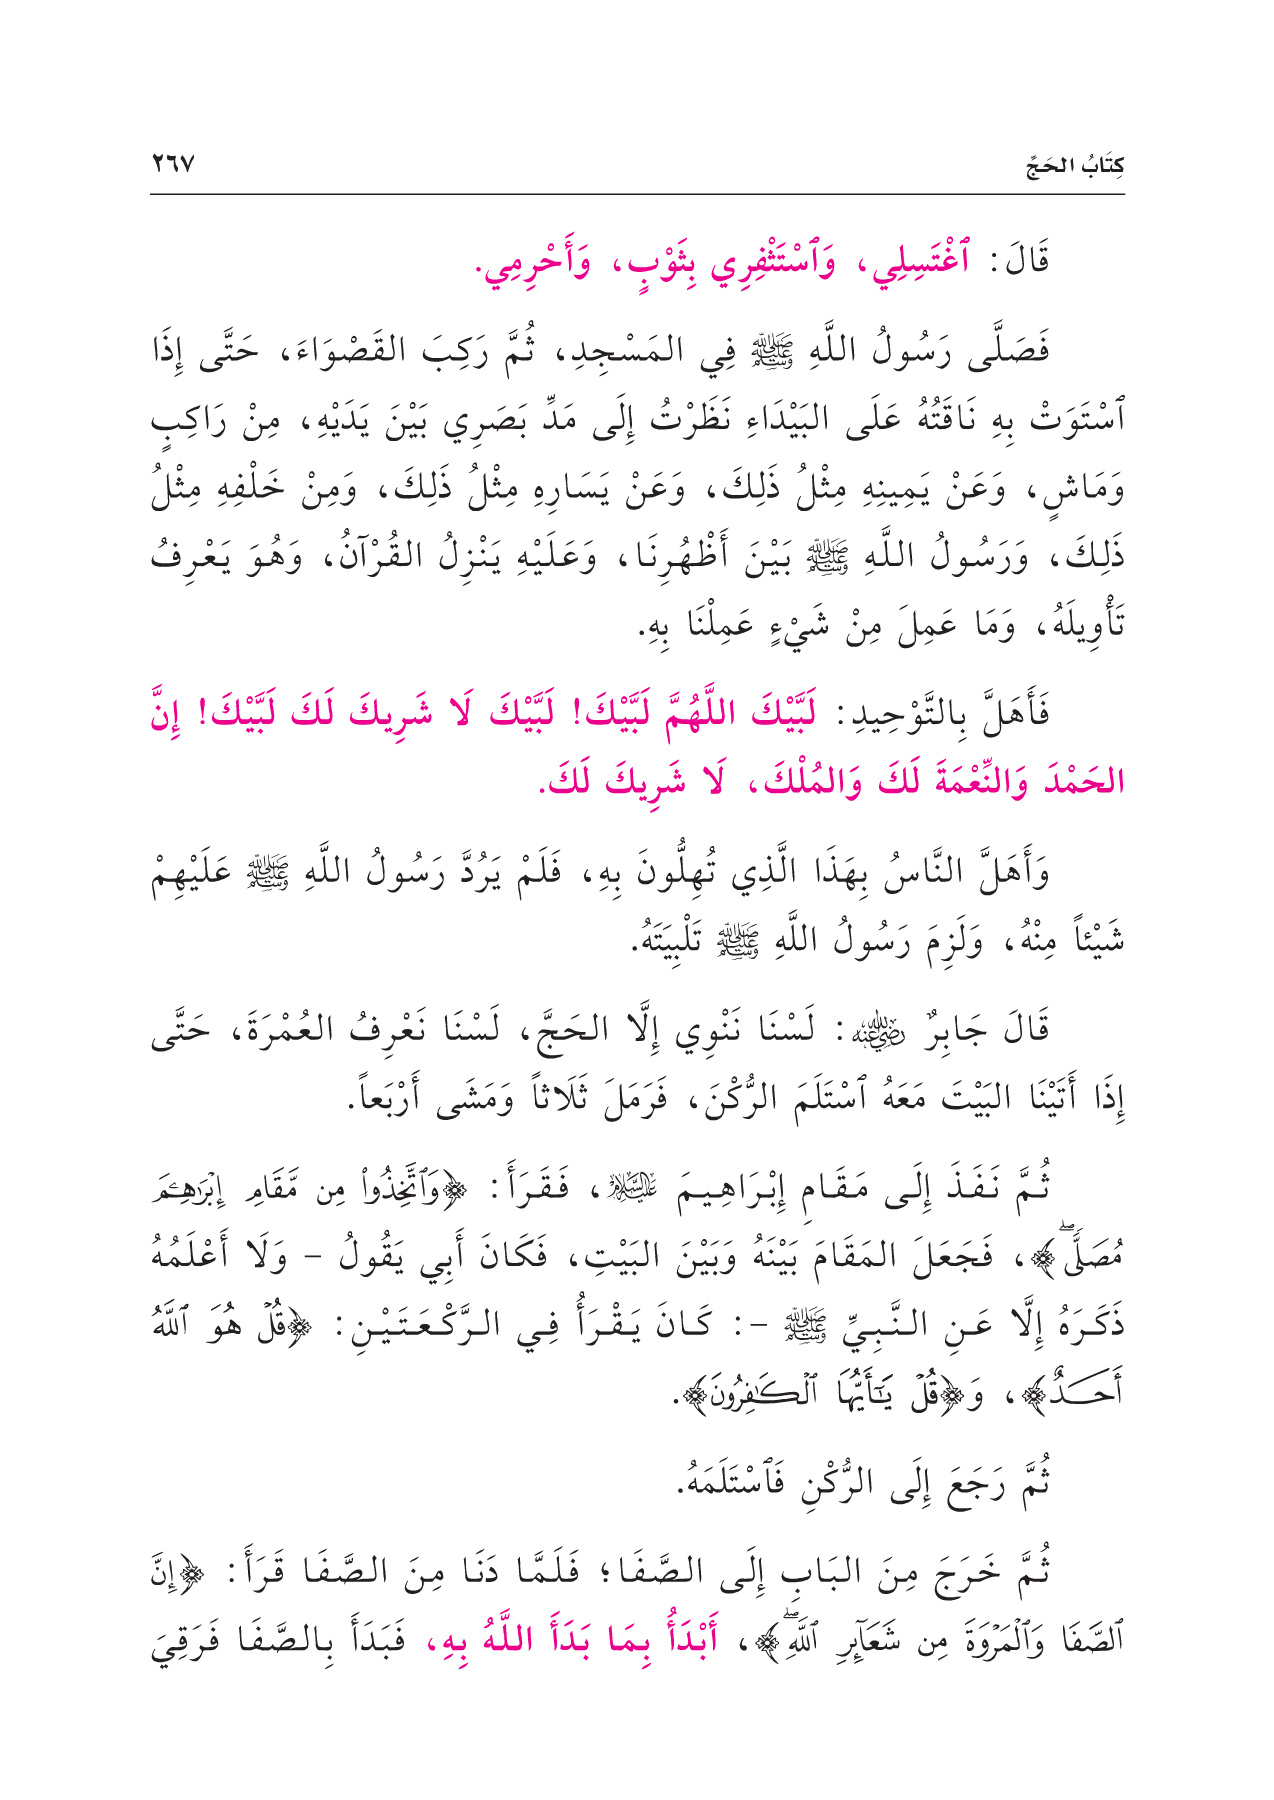 كِتَابُ الحَجِّ ٢٦٧
قَالَ: ٱغْتَسِلِي، وَٱسْتَثْفِرِي بِثَوْبٍ، وَأَحْرِمِي.
فَصَلَّى رَسُولُ اللَّهِ ﷺ فِي المَسْجِدِ، ثُمَّ رَكِبَ القَصْوَاءَ، حَتَّى إِذَا
ٱسْتَوَتْ بِهِ نَاقَتُهُ عَلَى البَيْدَاءِ نَظَرْتُ إِلَى مَدِّ بَصَرِي بَيْنَ يَدَيْهِ، مِنْ رَاكِبٍ
وَمَاشٍ، وَعَنْ يَمِينِهِ مِثْلُ ذَلِكَ، وَعَنْ يَسَارِهِ مِثْلُ ذَلِكَ، وَمِنْ خَلْفِهِ مِثْلُ
ذَلِكَ، وَرَسُولُ اللَّهِ ﷺ بَيْنَ أَظْهُرِنَا، وَعَلَيْهِ يَنْزِلُ القُرْآنُ، وَهُوَ يَعْرِفُ
تَأْوِيلَهُ، وَمَا عَمِلَ مِنْ شَيْءٍ عَمِلْنَا بِهِ.
فَأَهَلَّ بِالتَّوْحِيدِ: لَبَّيْكَ اللَّهُمَّ لَبَّيْكَ! لَبَّيْكَ لَا شَرِيكَ لَكَ لَبَّيْكَ! إِنَّ
الحَمْدَ وَالنِّعْمَةَ لَكَ وَالمُلْكَ، لَا شَرِيكَ لَكَ.
وَأَهَلَّ النَّاسُ بِهَذَا الَّذِي تُهِلُّونَ بِهِ، فَلَمْ يَرُدَّ رَسُولُ اللَّهِ ﷺ عَلَيْهِمْ
شَيْئاً مِنْهُ، وَلَزِمَ رَسُولُ اللَّهِ ﷺ تَلْبِيَتَهُ.
قَالَ جَابِرٌ رَضِيَ اللَّهُ عَنْهُ: لَسْنَا نَنْوِي إِلَّا الحَجَّ، لَسْنَا نَعْرِفُ العُمْرَةَ، حَتَّى
إِذَا أَتَيْنَا البَيْتَ مَعَهُ ٱسْتَلَمَ الرُّكْنَ، فَرَمَلَ ثَلَاثاً وَمَشَى أَرْبَعاً.
ثُمَّ نَفَذَ إِلَى مَقَامِ إِبْرَاهِيمَ عَلَيْهِ السَّلَامُ، فَقَرَأَ: ﴿وَٱتَّخِذُواْ مِن مَّقَامِ إِبْرَٰهِـۧمَ
مُصَلًّىۖ﴾، فَجَعَلَ المَقَامَ بَيْنَهُ وَبَيْنَ البَيْتِ، فَكَانَ أَبِي يَقُولُ - وَلَا أَعْلَمُهُ
ذَكَرَهُ إِلَّا عَنِ النَّبِيِّ ﷺ -: كَانَ يَقْرَأُ فِي الرَّكْعَتَيْنِ: ﴿قُلْ هُوَ ٱللَّهُ
أَحَدٌ﴾، وَ﴿قُلْ يَٰٓأَيُّهَا ٱلْكَٰفِرُونَ﴾.
ثُمَّ رَجَعَ إِلَى الرُّكْنِ فَٱسْتَلَمَهُ.
ثُمَّ خَرَجَ مِنَ البَابِ إِلَى الصَّفَا؛ فَلَمَّا دَنَا مِنَ الصَّفَا قَرَأَ: ﴿إِنَّ
ٱلصَّفَا وَٱلْمَرْوَةَ مِن شَعَآئِرِ ٱللَّهِۖ﴾، أَبْدَأُ بِمَا بَدَأَ اللَّهُ بِهِ، فَبَدَأَ بِالصَّفَا فَرَقِيَ